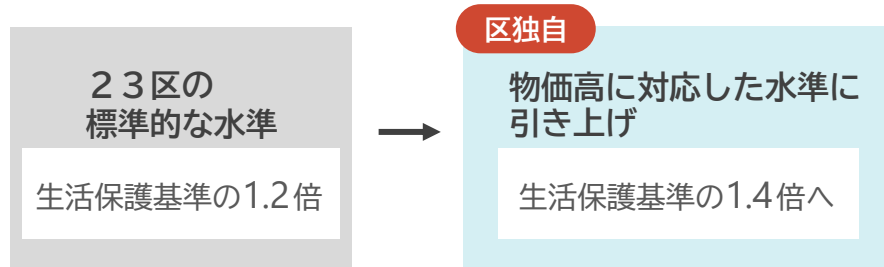 ２３区の
標準的な水準
生活保護基準の1.2倍
区独自
物価高に対応した水準に
引き上げ
生活保護基準の1.4倍へ